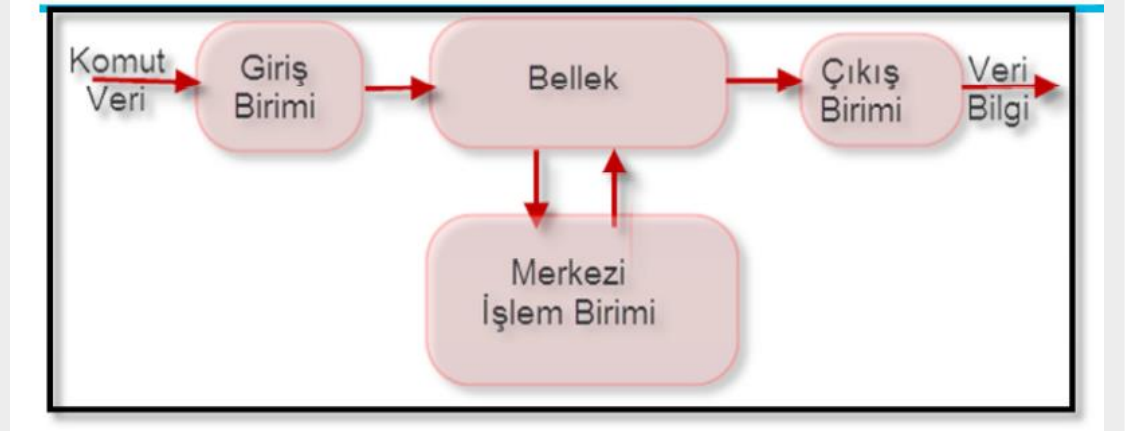 Komut
Veri
Giriş
Birimi
Bellek
Çıkış
Birimi
Veri
Bilgi
Merkezi
İşlem Birimi